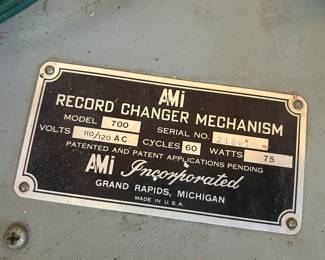 AMi
RECORD CHANGER MECHANISM
MODEL 700 SERIAL NO.
VOLTS 110/120 AC CYCLES 60 WATTS 75
PATENTED AND PATENT APPLICATIONS PENDING
AMi Incorporated
GRAND RAPIDS, MICHIGAN
MADE IN U.S.A.